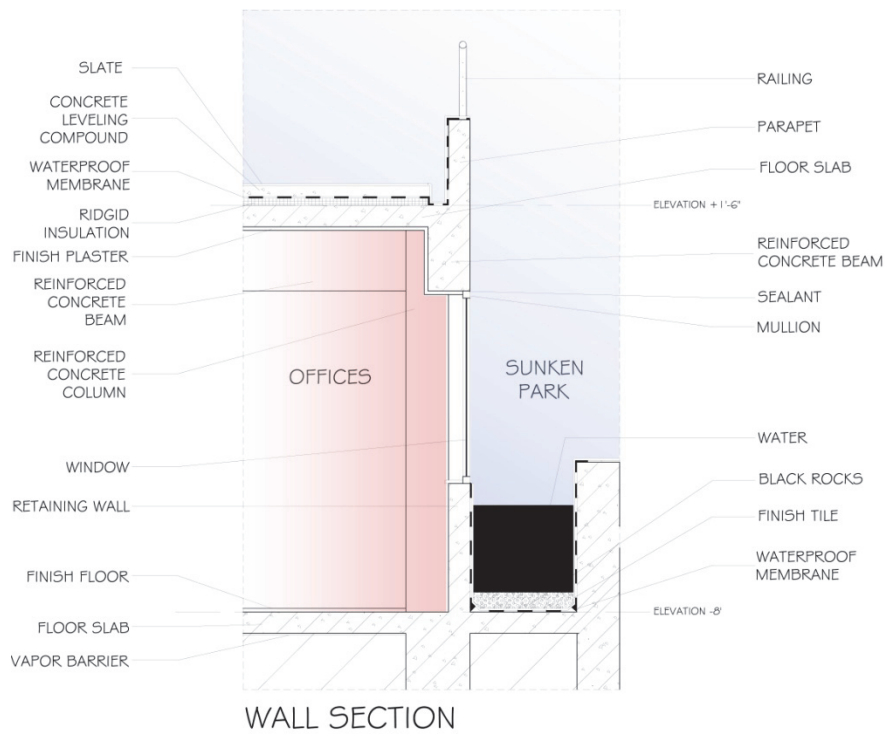 SLATE
CONCRETE
LEVELING
COMPOUND
WATERPROOF
MEMBRANE
RIDGID
INSULATION
FINISH PLASTER
REINFORCED
CONCRETE
BEAM
REINFORCED
CONCRETE
COLUMN
WINDOW
RETAINING WALL
FINISH FLOOR
FLOOR SLAB
VAPOR BARRIER
OFFICES
SUNKEN
PARK
RAILING
PARAPET
FLOOR SLAB
ELEVATION +1'-6"
REINFORCED
CONCRETE BEAM
SEALANT
MULLION
WATER
BLACK ROCKS
FINISH TILE
WATERPROOF
MEMBRANE
ELEVATION -8'
WALL SECTION